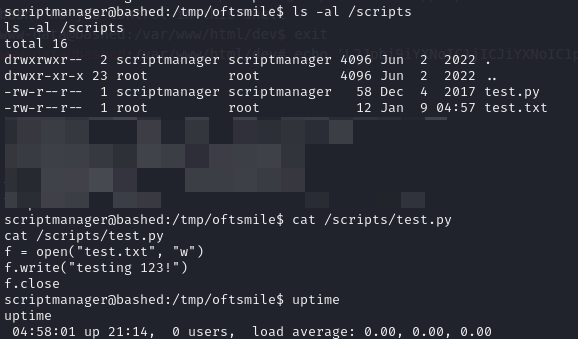 scriptmanager@bashed:/tmp/oftsmile$ ls -al /scripts
ls -al /scripts
total 16
drwxrwxr--  2 scriptmanager scriptmanager 4096 Jun  2  2022 .
drwxr-xr-x 23 root          root          4096 Jun  2  2022 ..
-rw-r--r--  1 scriptmanager scriptmanager   58 Dec  4  2017 test.py
-rw-r--r--  1 root          root            12 Jan  9 04:57 test.txt
scriptmanager@bashed:/tmp/oftsmile$ cat /scripts/test.py
cat /scripts/test.py
f = open("test.txt", "w")
f.write("testing 123!")
f.close
scriptmanager@bashed:/tmp/oftsmile$ uptime
uptime
 04:58:01 up 21:14,  0 users,  load average: 0.00, 0.00, 0.00